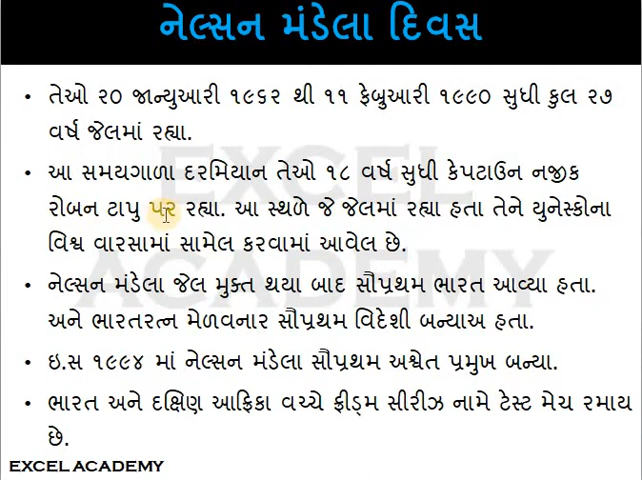 નેલ્સન મંડેલા દિવસ
• તેઓ ૨૦ જાન્યુઆરી ૧૯૬૨ થી ૧૧ ફેબ્રુઆરી ૧૯૯૦ સુધી કુલ ૨૭
વર્ષ જેલમાં રહ્યા.
• આ સમયગાળા દરમિયાન તેઓ ૧૮ વર્ષ સુધી કેપટાઉન નજીક
રોબન ટાપુ પર રહ્યા. આ સ્થળે જે જેલમાં રહ્યા હતા તેને યુનેસ્કોના
વિશ્વ વારસામાં સામેલ કરવામાં આવેલ છે.
• નેલ્સન મંડેલા જેલ મુક્ત થયા બાદ સૌપ્રથમ ભારત આવ્યા હતા.
અને ભારતરત્ન મેળવનાર સૌપ્રથમ વિદેશી બન્યાઅ હતા.
• ઇ.સ ૧૯૯૪ માં નેલ્સન મંડેલા સૌપ્રથમ અશ્વેત પ્રમુખ બન્યા.
• ભારત અને દક્ષિણ આફ્રિકા વચ્ચે ફ્રીડ્મ સીરીઝ નામે ટેસ્ટ મેચ રમાય
છે.
EXCEL ACADEMY
EXCEL
ACADEMY